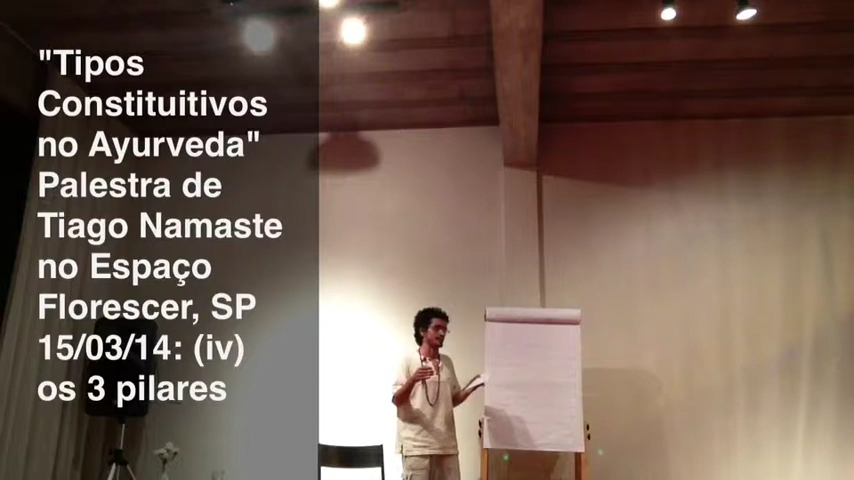 "Tipos
Constituitivos
no Ayurveda"
Palestra de
Tiago Namaste
no Espaço
Florescer, SP
15/03/14: (iv)
os 3 pilares